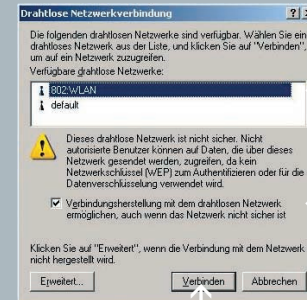 Drahtlose Netzwerkverbindung
Die folgenden drahtlosen Netzwerke sind verfügbar. Wählen Sie ein
drahtloses Netzwerk aus der Liste, und klicken Sie auf "Verbinden",
um auf ein Netzwerk zuzugreifen.
Verfügbare drahtlose Netzwerke:
802:WLAN
default
Dieses drahtlose Netzwerk ist nicht sicher. Nicht
autorisierte Benutzer können auf Daten, die über dieses
Netzwerk gesendet werden, zugreifen, da kein
Netzwerkschlüssel (WEP) zum Authentifizieren oder für die
Datenverschlüsselung verwendet wird.
Verbindungsherstellung mit dem drahtlosen Netzwerk
ermöglichen, auch wenn das Netzwerk nicht sicher ist
Klicken Sie auf "Erweitert", wenn die Verbindung mit dem Netzwerk
nicht hergestellt wird.
Erweitert... Verbinden Abbrechen